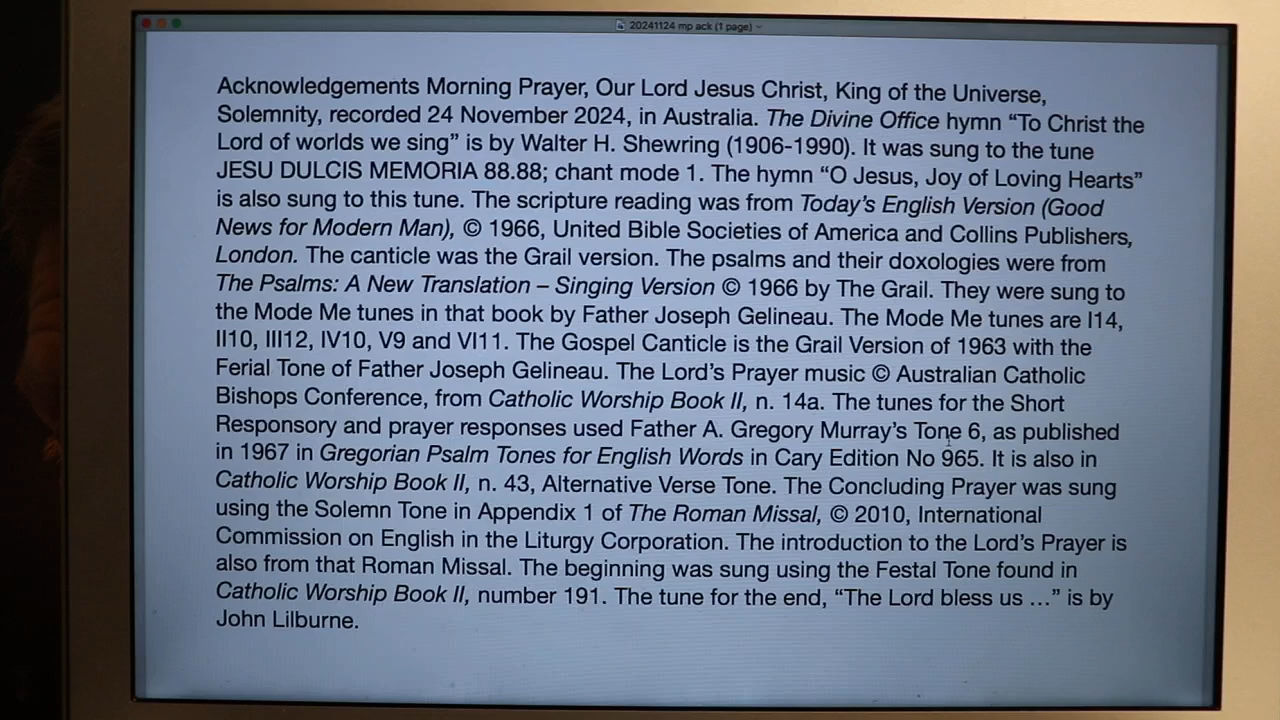 20241124 mp ack (1 page)
Acknowledgements Morning Prayer, Our Lord Jesus Christ, King of the Universe,
Solemnity, recorded 24 November 2024, in Australia. The Divine Office hymn “To Christ the
Lord of worlds we sing” is by Walter H. Shewring (1906-1990). It was sung to the tune
JESU DULCIS MEMORIA 88.88; chant mode 1. The hymn “O Jesus, Joy of Loving Hearts”
is also sung to this tune. The scripture reading was from Today’s English Version (Good
News for Modern Man), © 1966, United Bible Societies of America and Collins Publishers,
London. The canticle was the Grail version. The psalms and their doxologies were from
The Psalms: A New Translation – Singing Version © 1966 by The Grail. They were sung to
the Mode Me tunes in that book by Father Joseph Gelineau. The Mode Me tunes are I14,
II10, III12, IV10, V9 and VI11. The Gospel Canticle is the Grail Version of 1963 with the
Ferial Tone of Father Joseph Gelineau. The Lord’s Prayer music © Australian Catholic
Bishops Conference, from Catholic Worship Book II, n. 14a. The tunes for the Short
Responsory and prayer responses used Father A. Gregory Murray’s Tone 6, as published
in 1967 in Gregorian Psalm Tones for English Words in Cary Edition No 965. It is also in
Catholic Worship Book II, n. 43, Alternative Verse Tone. The Concluding Prayer was sung
using the Solemn Tone in Appendix 1 of The Roman Missal, © 2010, International
Commission on English in the Liturgy Corporation. The introduction to the Lord’s Prayer is
also from that Roman Missal. The beginning was sung using the Festal Tone found in
Catholic Worship Book II, number 191. The tune for the end, “The Lord bless us …” is by
John Lilburne.